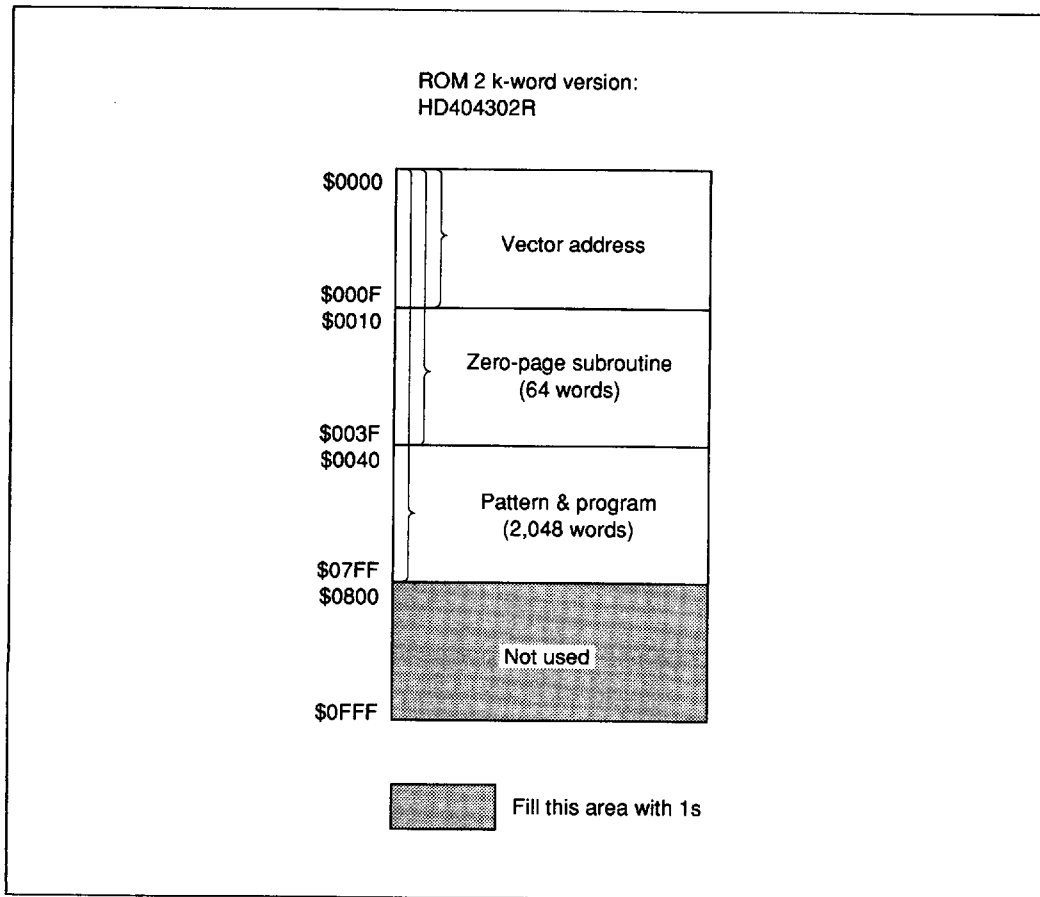 ROM 2 k-word version:
HD404302R
$0000
Vector address
$000F
$0010
Zero-page subroutine
(64 words)
$003F
$0040
Pattern & program
(2,048 words)
$07FF
$0800
Not used
$0FFF
Fill this area with 1s